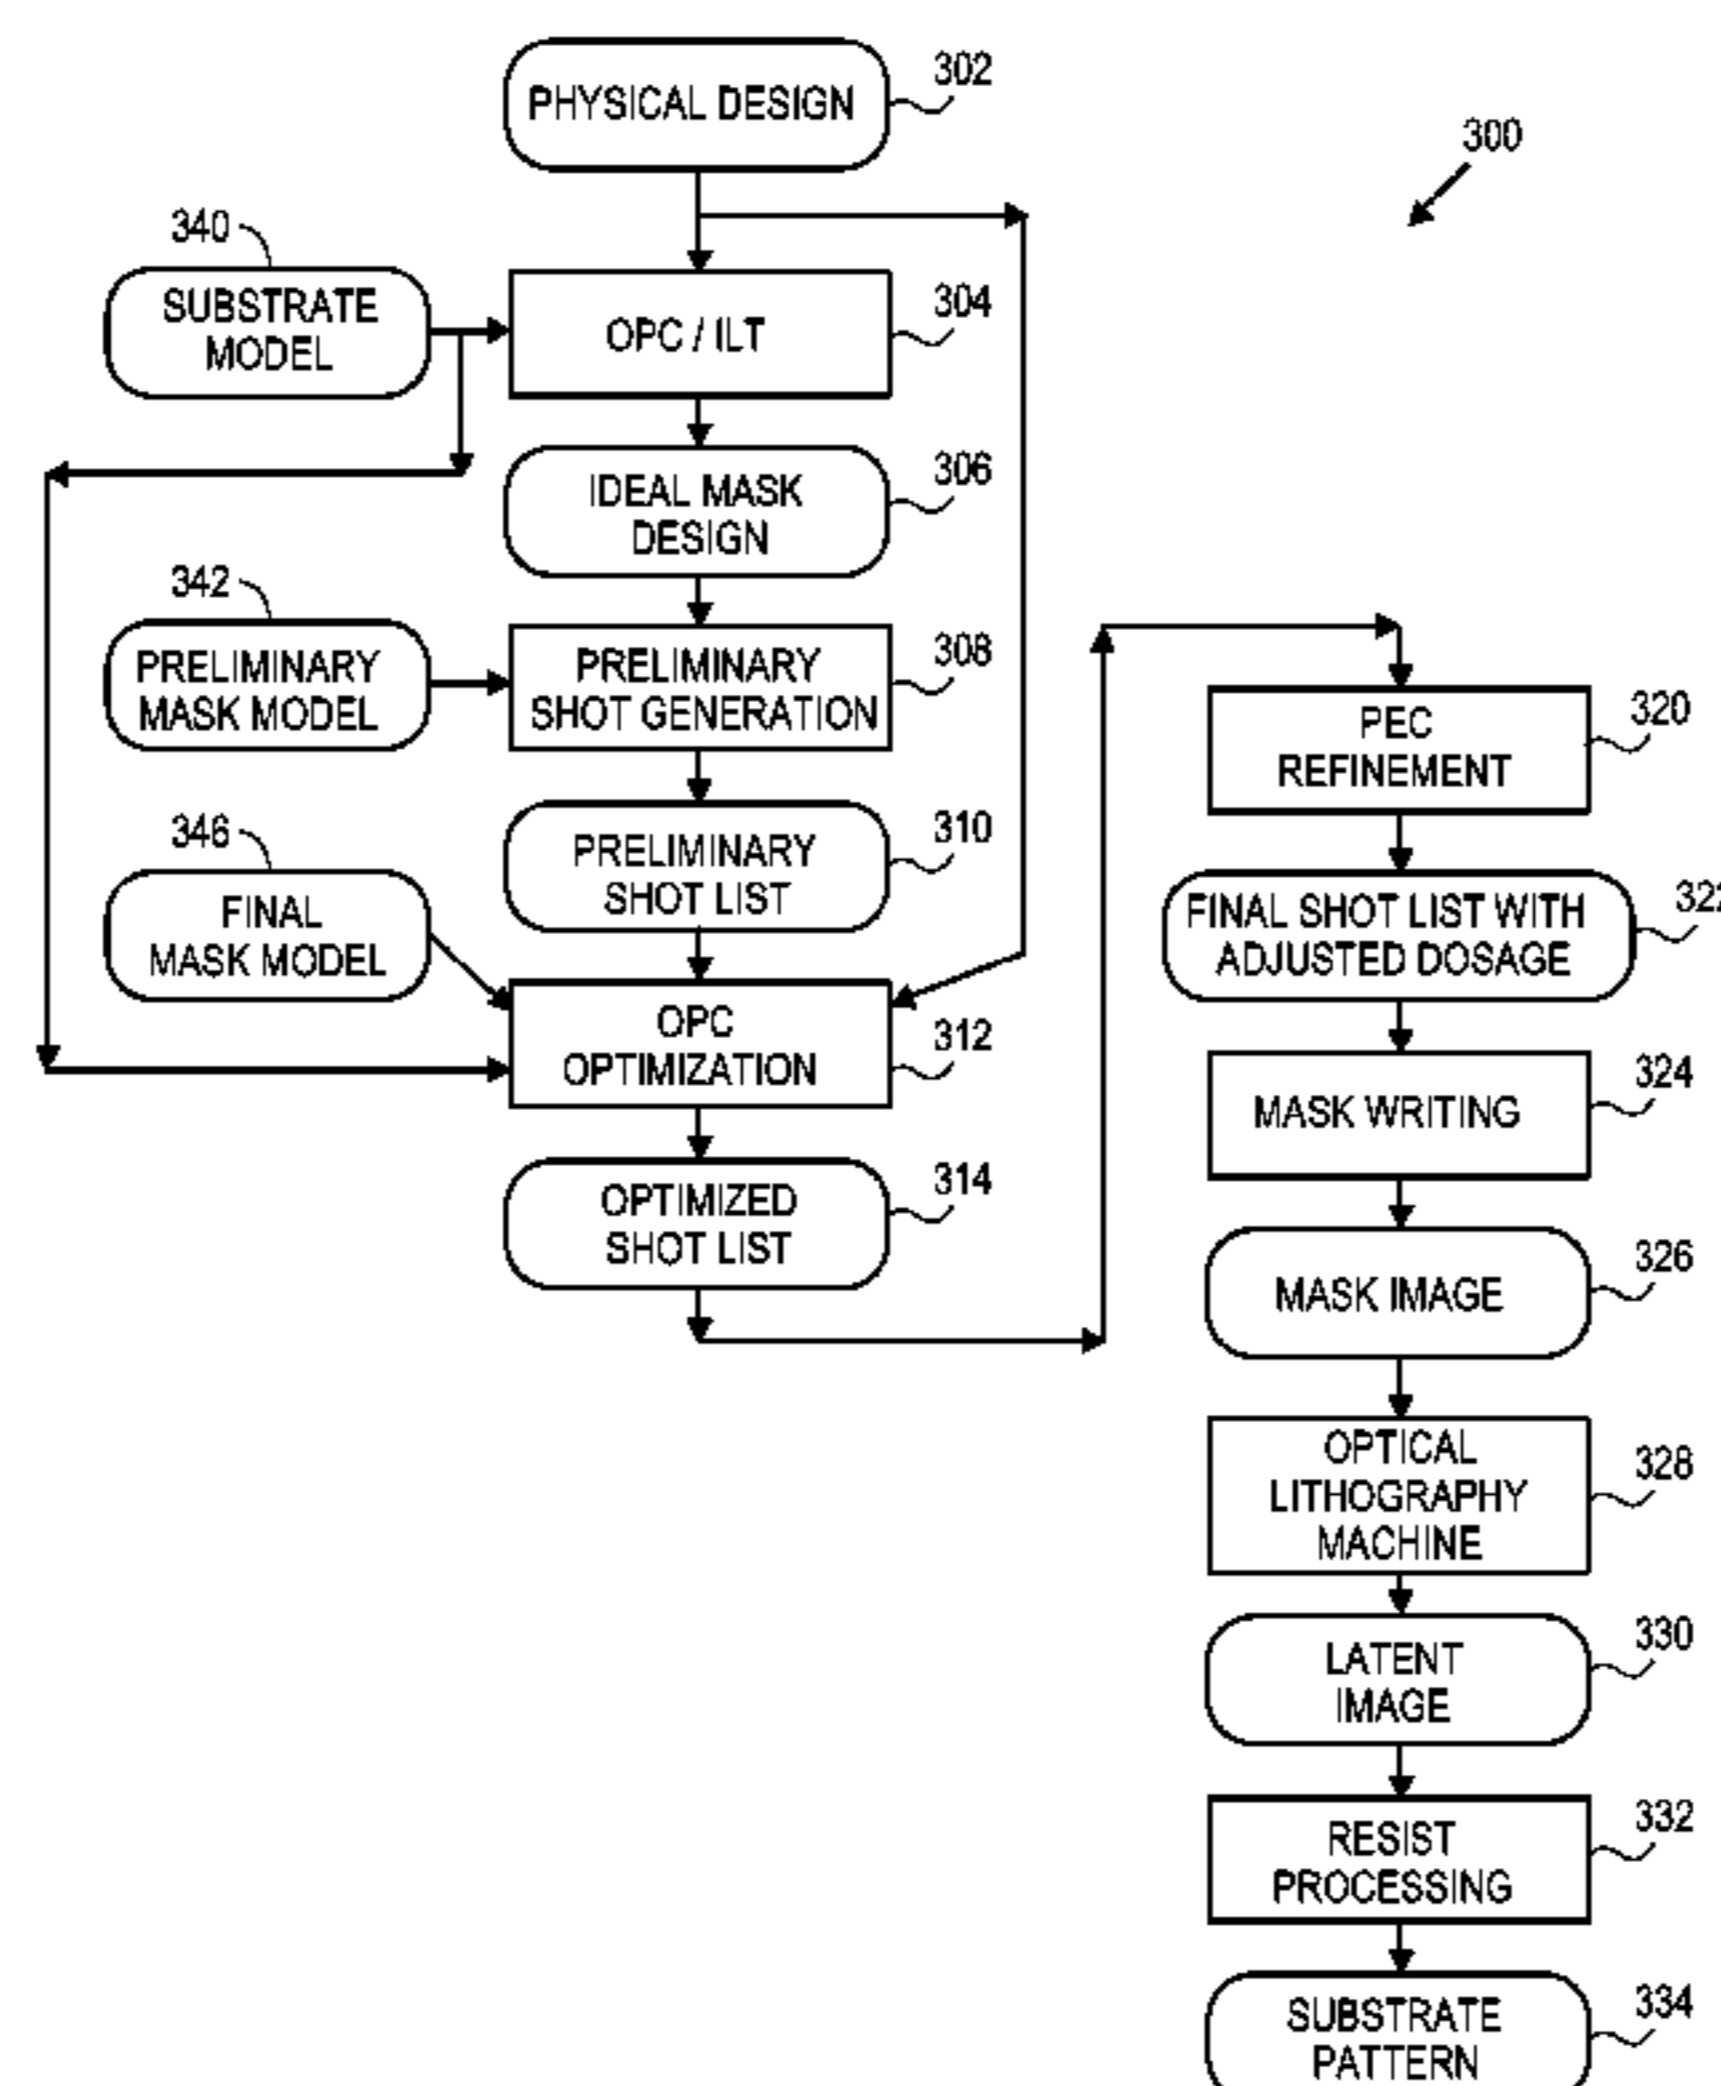 302
PHYSICAL DESIGN
300
340
SUBSTRATE
MODEL
304
OPC / ILT
306
IDEAL MASK
DESIGN
342
PRELIMINARY
MASK MODEL
308
PRELIMINARY
SHOT GENERATION
346
FINAL
MASK MODEL
310
PRELIMINARY
SHOT LIST
312
OPC
OPTIMIZATION
314
OPTIMIZED
SHOT LIST
320
PEC
REFINEMENT
322
FINAL SHOT LIST WITH
ADJUSTED DOSAGE
324
MASK WRITING
326
MASK IMAGE
328
OPTICAL
LITHOGRAPHY
MACHINE
330
LATENT
IMAGE
332
RESIST
PROCESSING
334
SUBSTRATE
PATTERN